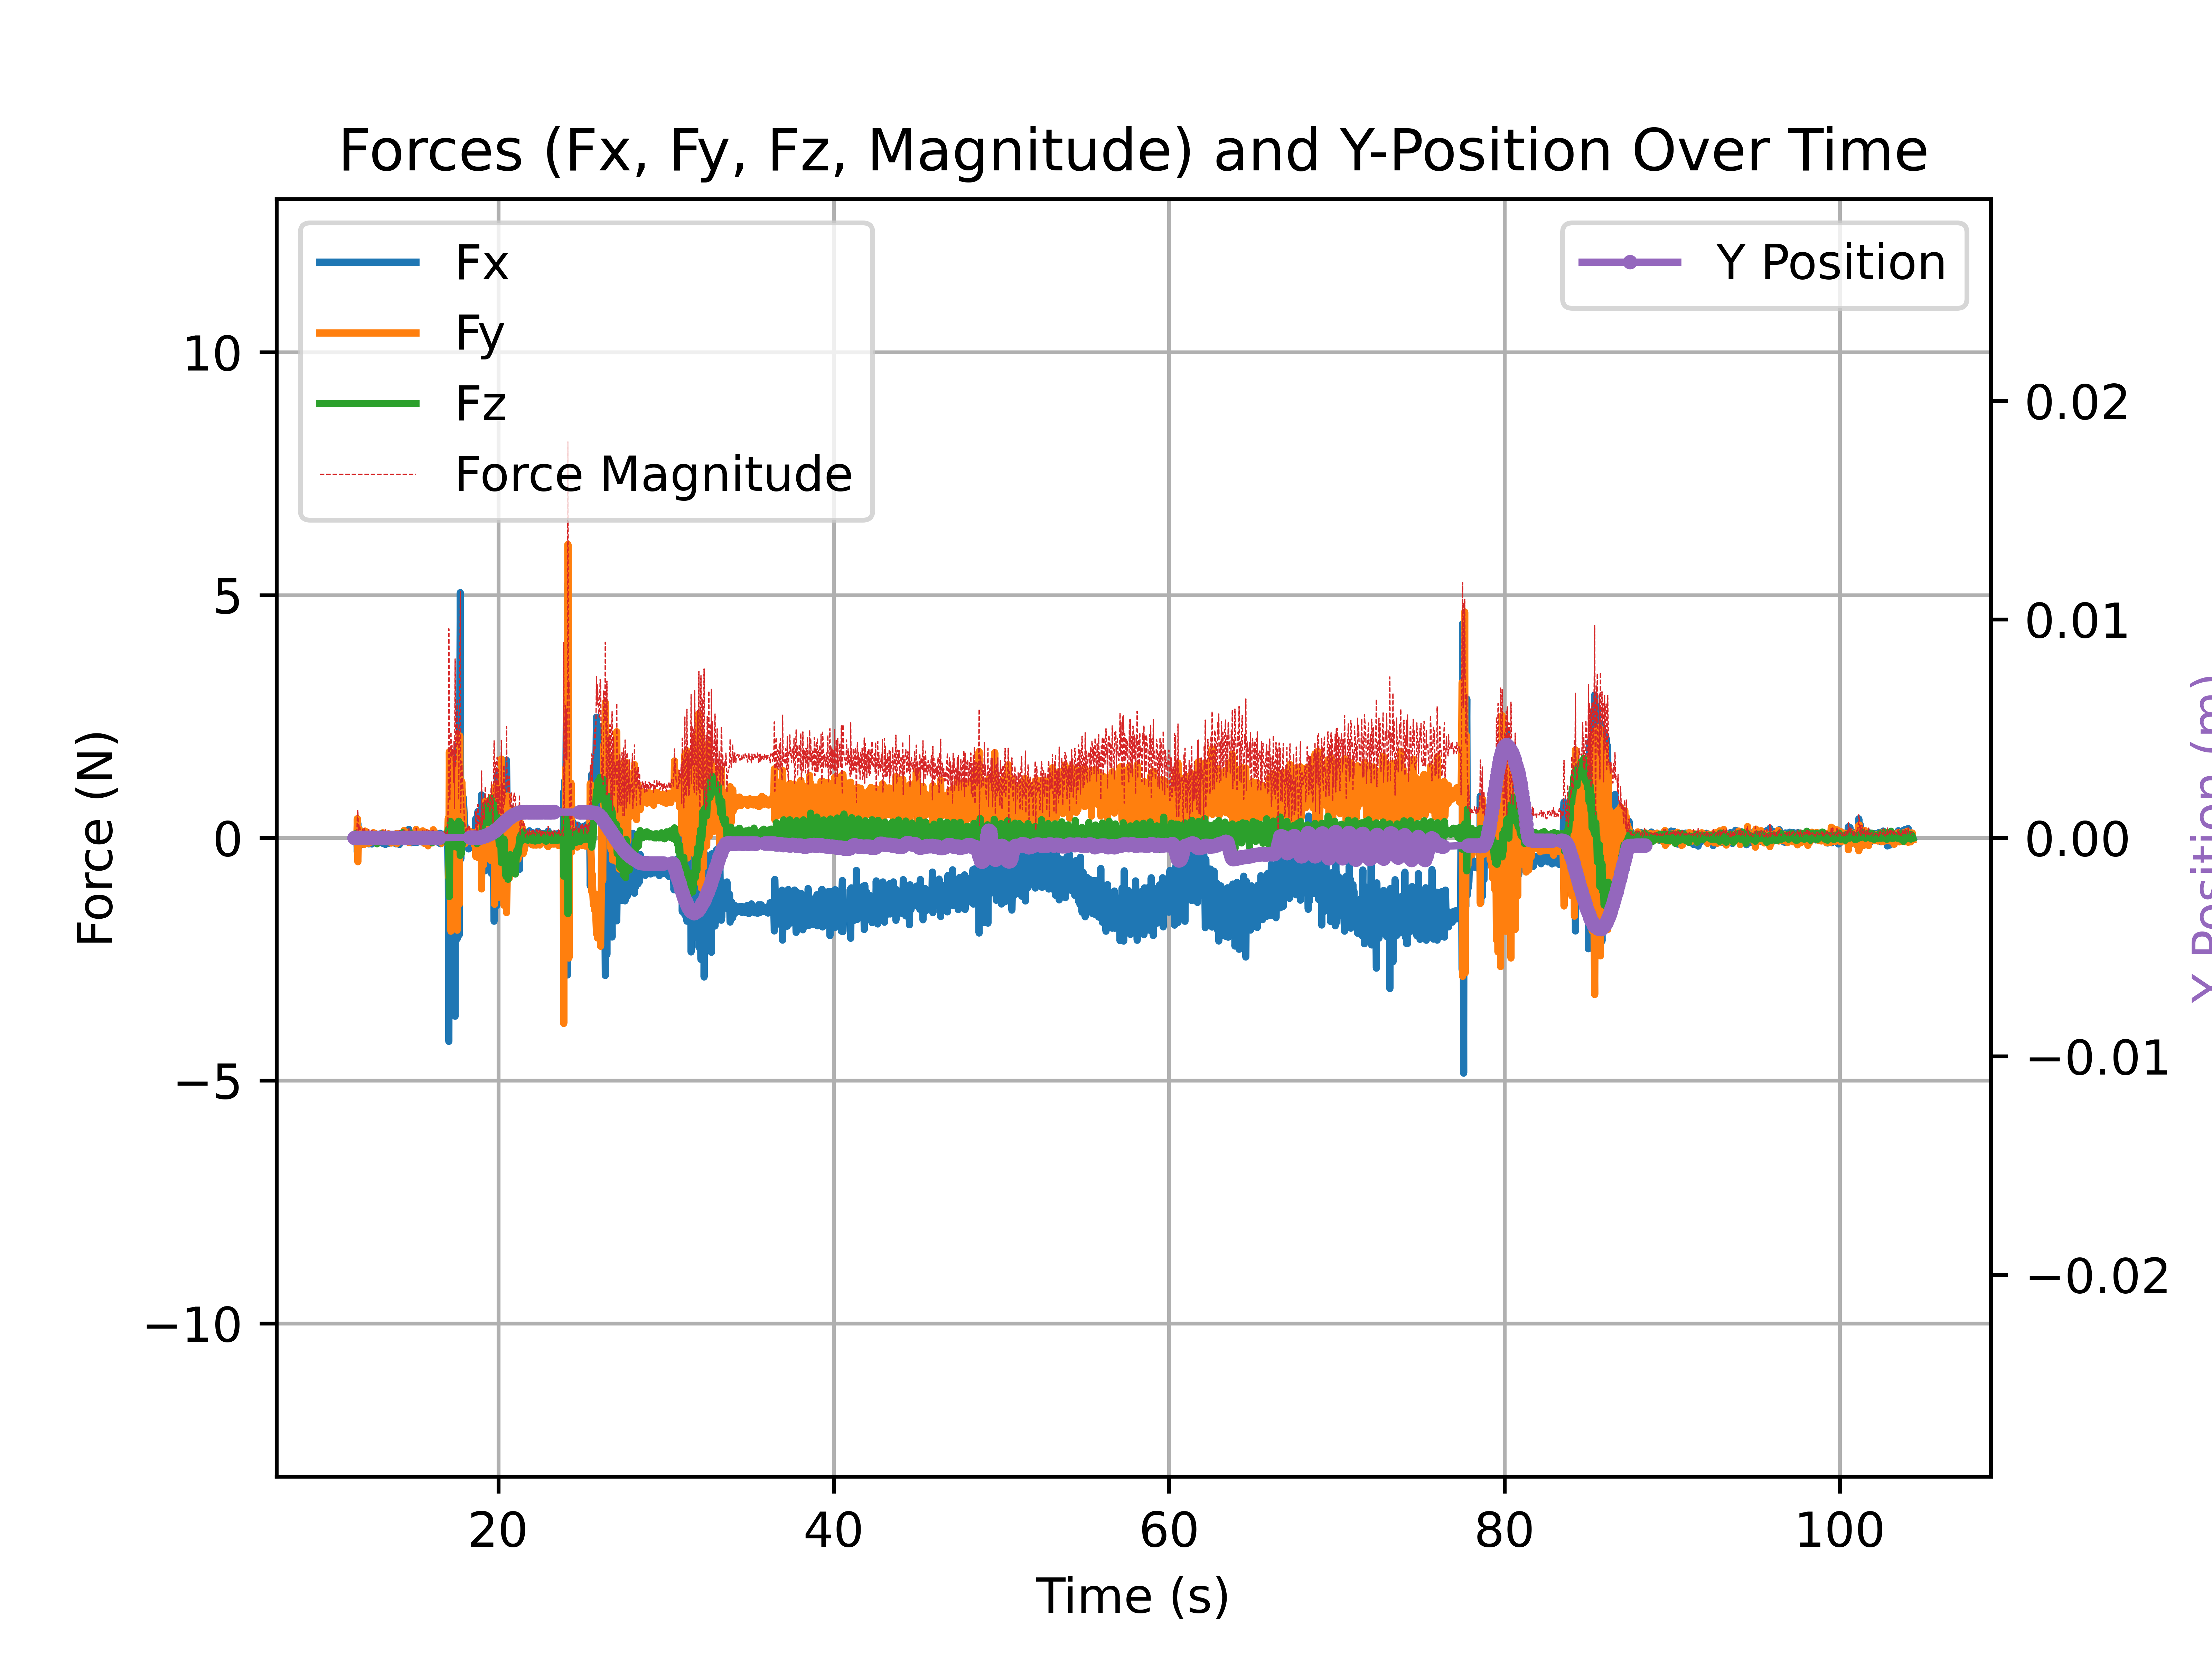 Forces (Fx, Fy, Fz, Magnitude) and Y-Position Over Time
Fx
Fy
Fz
Force Magnitude
Y Position
10
5
0
−5
−10
Force (N)
0.02
0.01
0.00
−0.01
−0.02
Y Position (m)
20
40
60
80
100
Time (s)